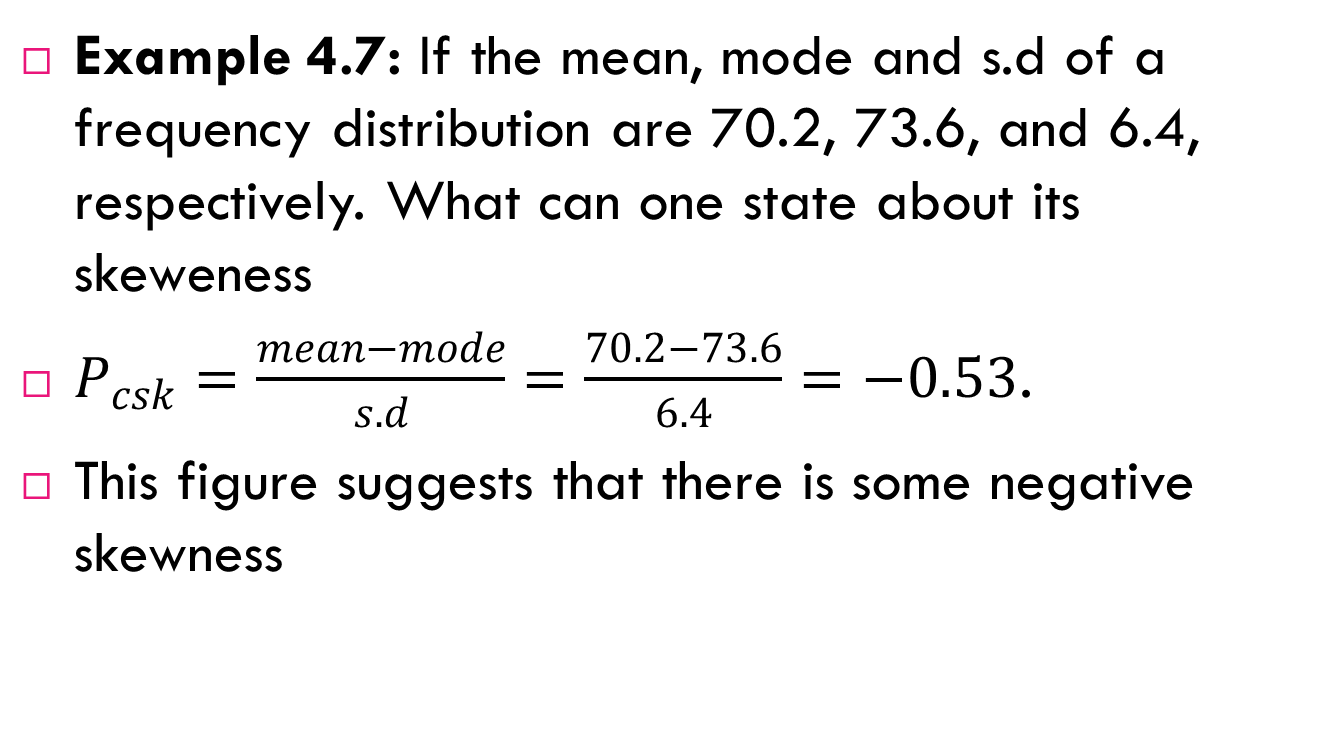 □ Example 4.7: If the mean, mode and s.d of a
frequency distribution are 70.2, 73.6, and 6.4,
respectively. What can one state about its
skeweness
□ P_csk = (mean−mode)/(s.d) = (70.2−73.6)/(6.4) = −0.53.
□ This figure suggests that there is some negative
skewness